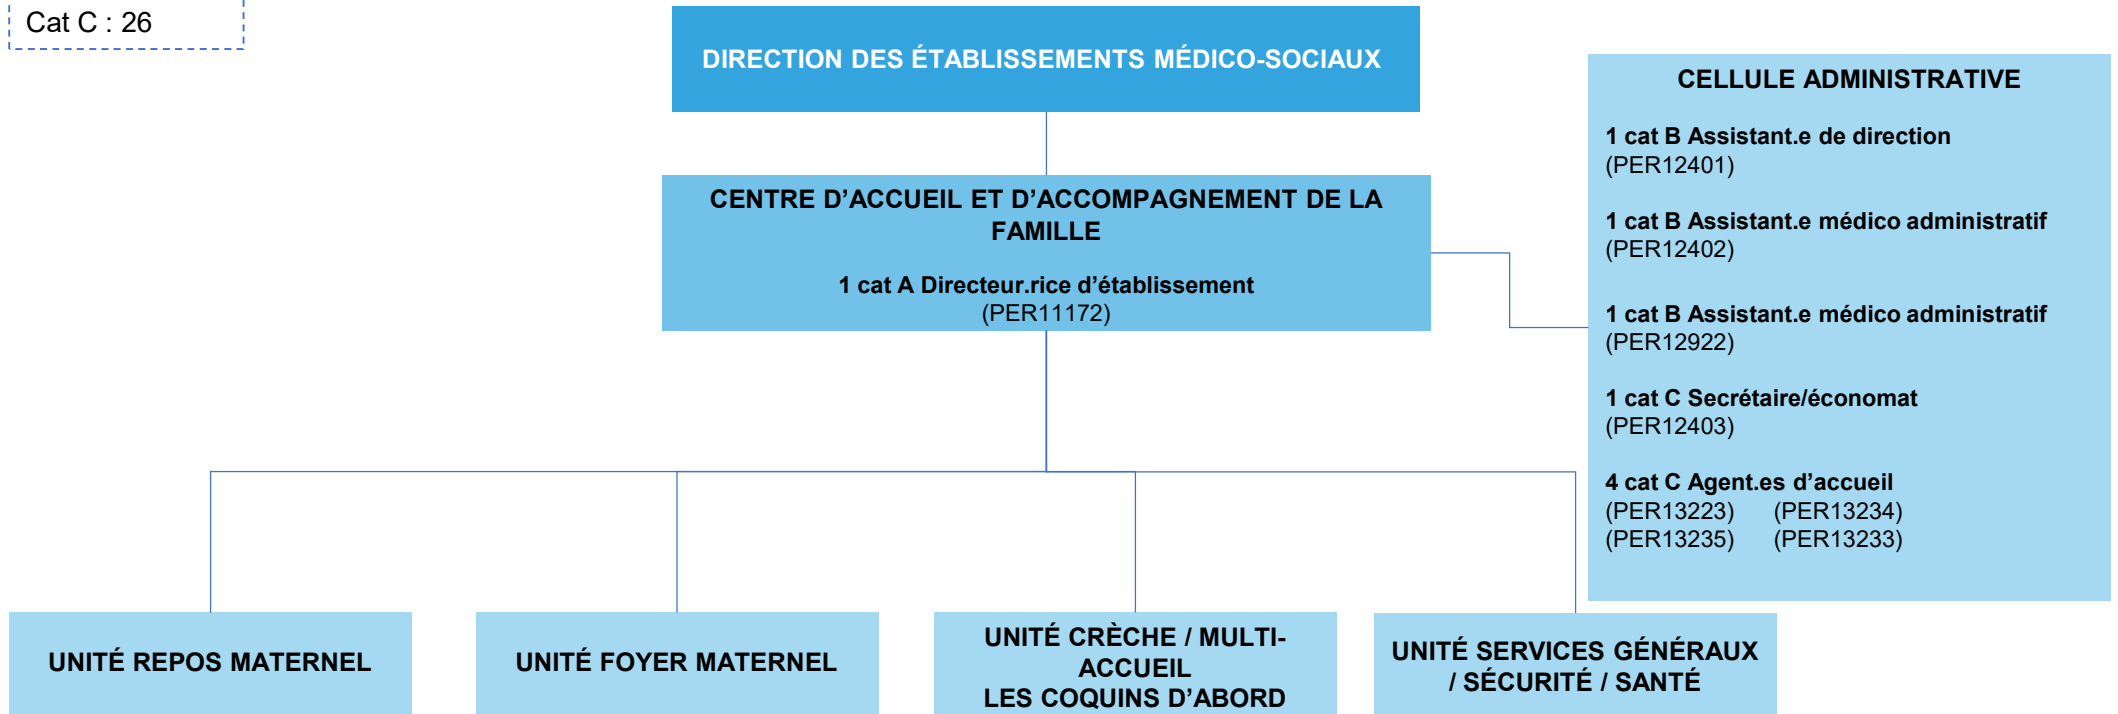 Cat C : 26
DIRECTION DES ÉTABLISSEMENTS MÉDICO-SOCIAUX
CENTRE D’ACCUEIL ET D’ACCOMPAGNEMENT DE LA
FAMILLE
1 cat A Directeur.rice d’établissement
(PER11172)
CELLULE ADMINISTRATIVE
1 cat B Assistant.e de direction
(PER12401)
1 cat B Assistant.e médico administratif
(PER12402)
1 cat B Assistant.e médico administratif
(PER12922)
1 cat C Secrétaire/économat
(PER12403)
4 cat C Agent.es d’accueil
(PER13223) (PER13234)
(PER13235) (PER13233)
UNITÉ REPOS MATERNEL
UNITÉ FOYER MATERNEL
UNITÉ CRÈCHE / MULTI-
ACCUEIL
LES COQUINS D’ABORD
UNITÉ SERVICES GÉNÉRAUX
/ SÉCURITÉ / SANTÉ